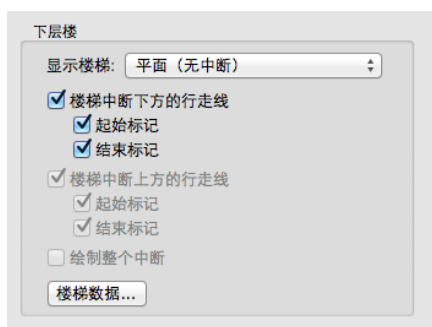 下层楼
显示楼梯: 平面（无中断）
楼梯中断下方的行走线
起始标记
结束标记
楼梯中断上方的行走线
起始标记
结束标记
绘制整个中断
楼梯数据...